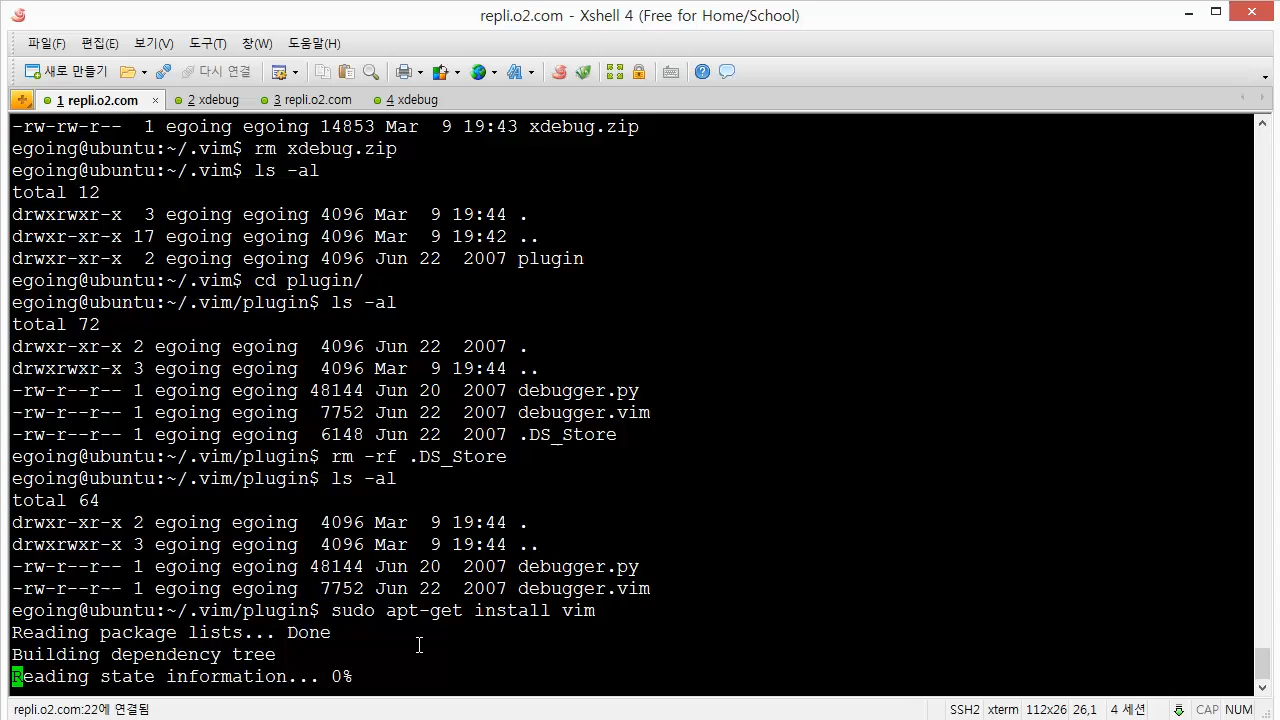 repli.o2.com - Xshell 4 (Free for Home/School)
파일(F) 편집(E) 보기(V) 도구(T) 창(W) 도움말(H)
새로 만들기 다시 연결
1 repli.o2.com × 2 xdebug 3 repli.o2.com 4 xdebug
-rw-rw-r-- 1 egoing egoing 14853 Mar 9 19:43 xdebug.zip
egoing@ubuntu:~/.vim$ rm xdebug.zip
egoing@ubuntu:~/.vim$ ls -al
total 12
drwxrwxr-x 3 egoing egoing 4096 Mar 9 19:44 .
drwxrwxr-x 17 egoing egoing 4096 Mar 9 19:42 ..
drwxr-xr-x 2 egoing egoing 4096 Jun 22 2007 plugin
egoing@ubuntu:~/.vim$ cd plugin/
egoing@ubuntu:~/.vim/plugin$ ls -al
total 72
drwxr-xr-x 2 egoing egoing 4096 Jun 22 2007 .
drwxrwxr-x 3 egoing egoing 4096 Mar 9 19:44 ..
-rw-r--r-- 1 egoing egoing 48144 Jun 20 2007 debugger.py
-rw-r--r-- 1 egoing egoing 7752 Jun 22 2007 debugger.vim
-rw-r--r-- 1 egoing egoing 6148 Jun 22 2007 .DS_Store
egoing@ubuntu:~/.vim/plugin$ rm -rf .DS_Store
egoing@ubuntu:~/.vim/plugin$ ls -al
total 64
drwxr-xr-x 2 egoing egoing 4096 Mar 9 19:44 .
drwxrwxr-x 3 egoing egoing 4096 Mar 9 19:44 ..
-rw-r--r-- 1 egoing egoing 48144 Jun 20 2007 debugger.py
-rw-r--r-- 1 egoing egoing 7752 Jun 22 2007 debugger.vim
egoing@ubuntu:~/.vim/plugin$ sudo apt-get install vim
Reading package lists... Done
Building dependency tree
Reading state information... 0%
repli.o2.com:22에 연결됨 SSH2 xterm 112x26 26,1 4 세션 CAP NUM